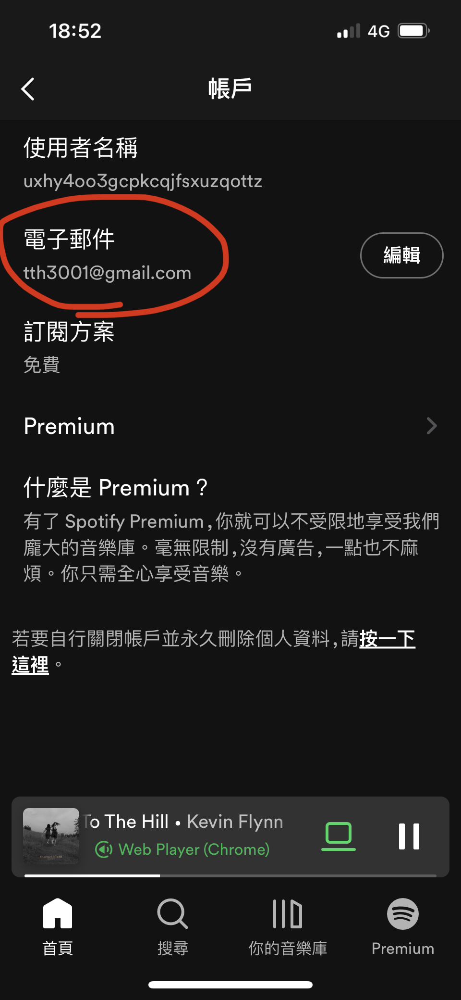 18:52
4G
帳戶
使用者名稱
uxhy4oo3gcpkcqjfsxuzqottz
電子郵件
tth3001@gmail.com
編輯
訂閱方案
免費
Premium
什麼是 Premium？
有了 Spotify Premium，你就可以不受限地享受我們
龐大的音樂庫。毫無限制，沒有廣告，一點也不麻
煩。你只需全心享受音樂。
若要自行關閉帳戶並永久刪除個人資料，請按一下
這裡。
To The Hill • Kevin Flynn
Web Player (Chrome)
首頁
搜尋
你的音樂庫
Premium